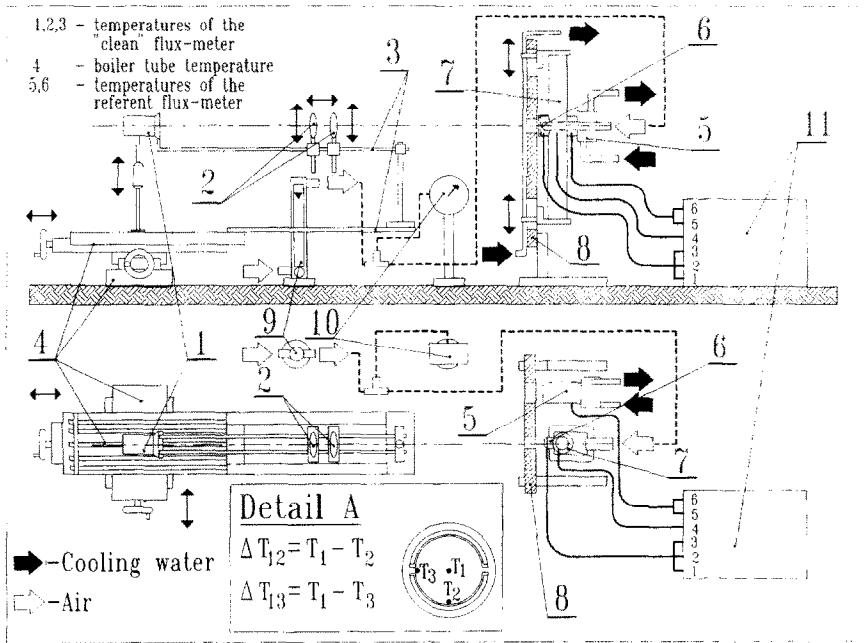 1,2,3 - temperatures of the
"clean" flux-meter
4 - boiler tube temperature
5,6 - temperatures of the
referent flux-meter
3
7
6
5
11
2
6
5
4
3
2
1
8
4
1
9
10
2
6
5
7
6
5
4
3
2
1
8
Detail A
ΔT12=T1-T2
ΔT13=T1-T3
T3
T1
T2
-Cooling water
-Air